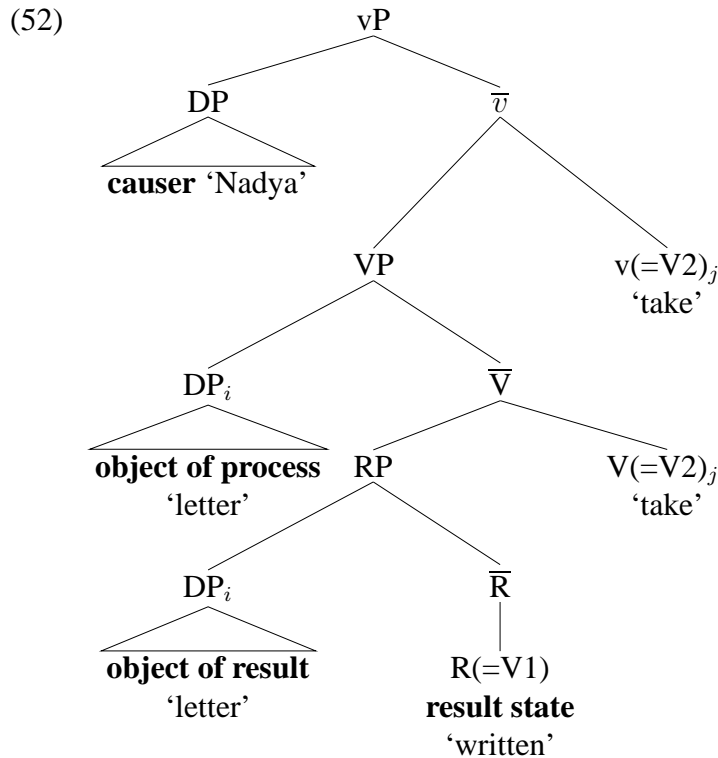 (52)
vP
DP v̅
causer ‘Nadya’
VP v(=V2)j
‘take’
DPi V̅
object of process RP V(=V2)j
‘letter’ ‘take’
DPi R̅
object of result R(=V1)
‘letter’ result state
‘written’